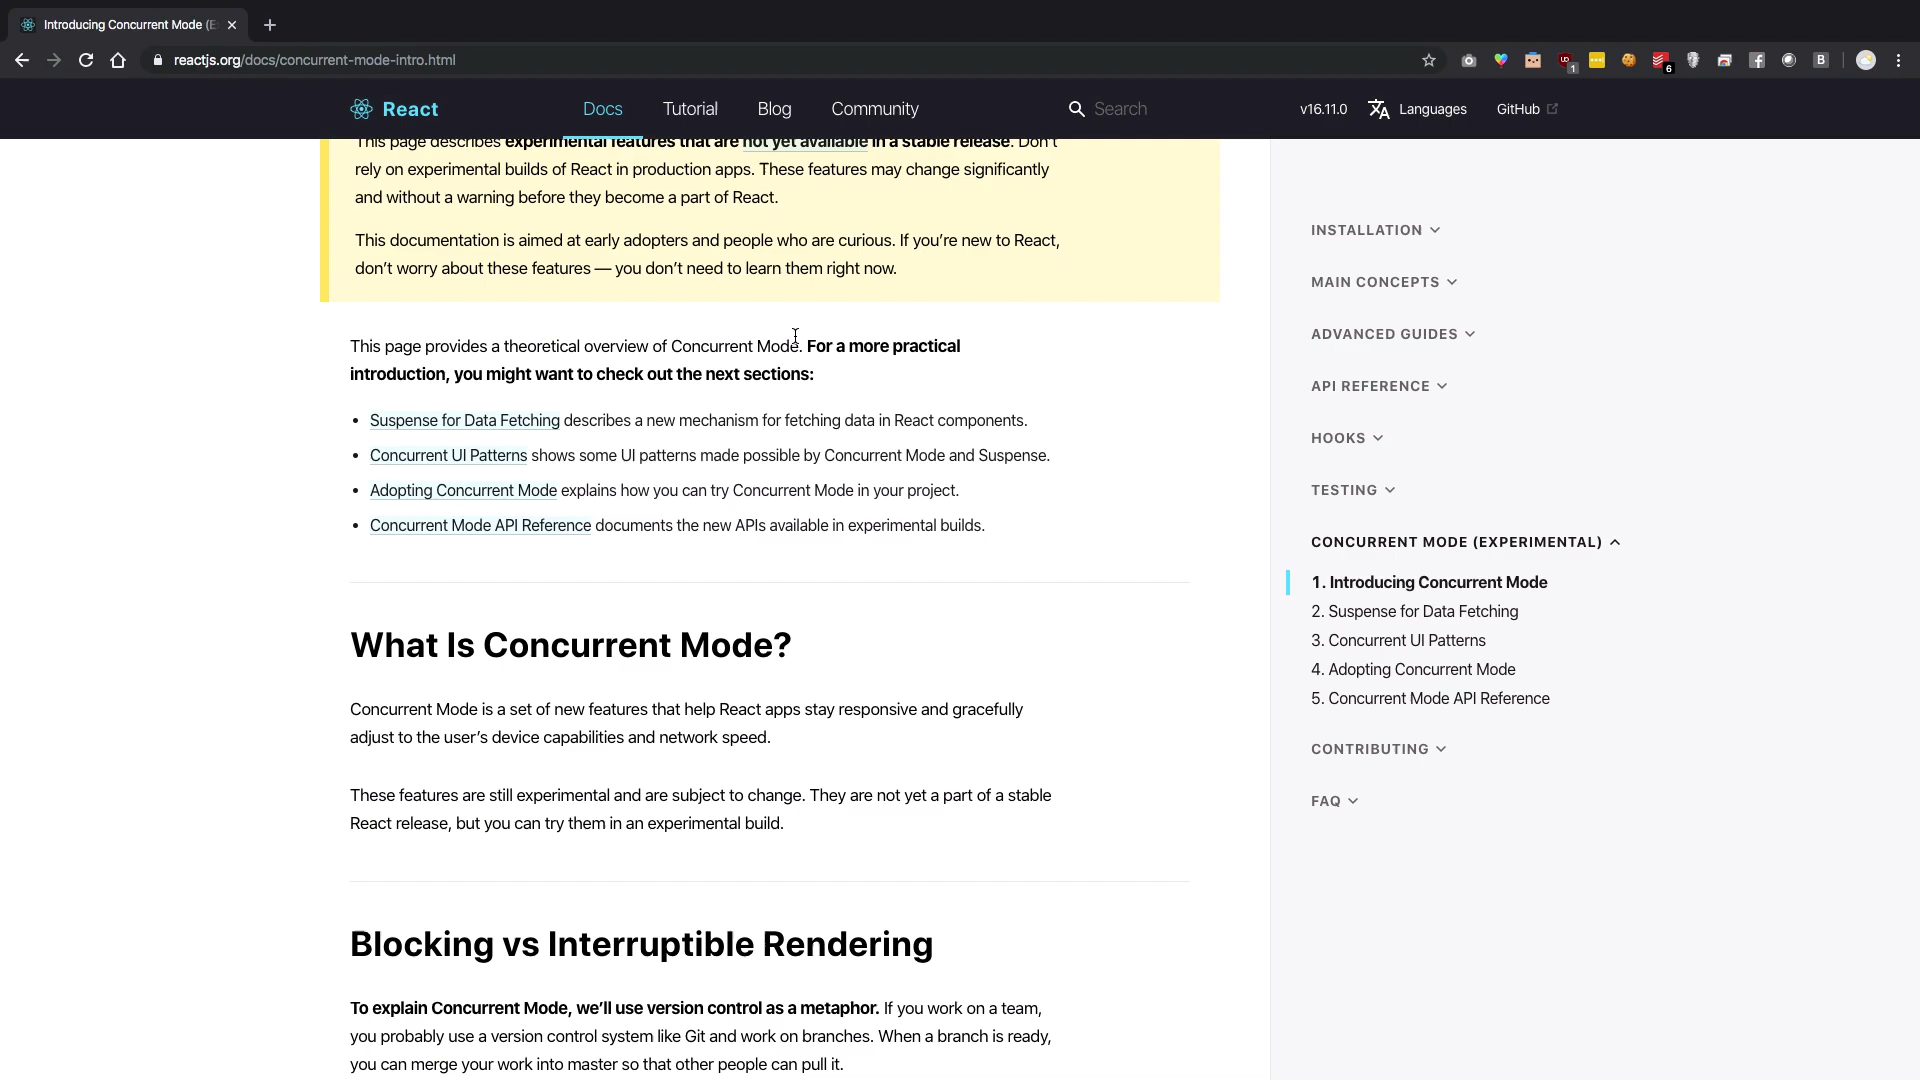 Introducing Concurrent Mode (E
reactjs.org/docs/concurrent-mode-intro.html
UD
1
6
B
React
Docs
Tutorial
Blog
Community
Search
v16.11.0
Languages
GitHub
This page describes experimental features that are not yet available in a stable release. Don't
rely on experimental builds of React in production apps. These features may change significantly
and without a warning before they become a part of React.
This documentation is aimed at early adopters and people who are curious. If you're new to React,
don't worry about these features — you don't need to learn them right now.
This page provides a theoretical overview of Concurrent Mode. For a more practical
introduction, you might want to check out the next sections:
• Suspense for Data Fetching describes a new mechanism for fetching data in React components.
• Concurrent UI Patterns shows some UI patterns made possible by Concurrent Mode and Suspense.
• Adopting Concurrent Mode explains how you can try Concurrent Mode in your project.
• Concurrent Mode API Reference documents the new APIs available in experimental builds.
What Is Concurrent Mode?
Concurrent Mode is a set of new features that help React apps stay responsive and gracefully
adjust to the user's device capabilities and network speed.
These features are still experimental and are subject to change. They are not yet a part of a stable
React release, but you can try them in an experimental build.
Blocking vs Interruptible Rendering
To explain Concurrent Mode, we'll use version control as a metaphor. If you work on a team,
you probably use a version control system like Git and work on branches. When a branch is ready,
you can merge your work into master so that other people can pull it.
INSTALLATION
MAIN CONCEPTS
ADVANCED GUIDES
API REFERENCE
HOOKS
TESTING
CONCURRENT MODE (EXPERIMENTAL)
1. Introducing Concurrent Mode
2. Suspense for Data Fetching
3. Concurrent UI Patterns
4. Adopting Concurrent Mode
5. Concurrent Mode API Reference
CONTRIBUTING
FAQ